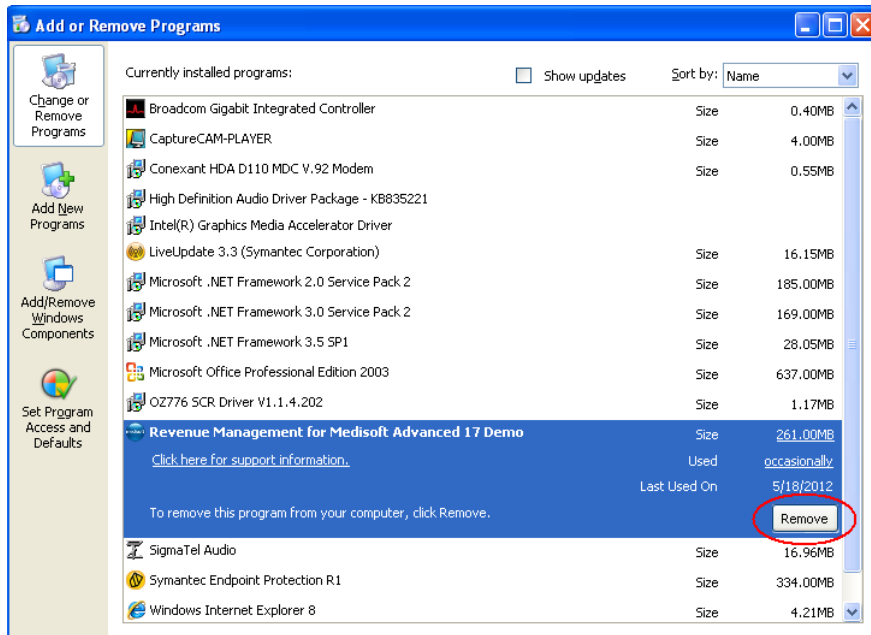 Add or Remove Programs
Change or
Remove
Programs
Add New
Programs
Add/Remove
Windows
Components
Set Program
Access and
Defaults
Currently installed programs:
Show updates
Sort by:
Name
Broadcom Gigabit Integrated Controller Size 0.40MB
CaptureCAM-PLAYER Size 4.00MB
Conexant HDA D110 MDC V.92 Modem Size 0.55MB
High Definition Audio Driver Package - KB835221
Intel(R) Graphics Media Accelerator Driver
LiveUpdate 3.3 (Symantec Corporation) Size 16.15MB
Microsoft .NET Framework 2.0 Service Pack 2 Size 185.00MB
Microsoft .NET Framework 3.0 Service Pack 2 Size 169.00MB
Microsoft .NET Framework 3.5 SP1 Size 28.05MB
Microsoft Office Professional Edition 2003 Size 637.00MB
OZ776 SCR Driver V1.1.4.202 Size 1.17MB
Revenue Management for Medisoft Advanced 17 Demo Size 261.00MB
Click here for support information. Used occasionally
Last Used On 5/18/2012
To remove this program from your computer, click Remove. Remove
SigmaTel Audio Size 16.96MB
Symantec Endpoint Protection R1 Size 334.00MB
Windows Internet Explorer 8 Size 4.21MB